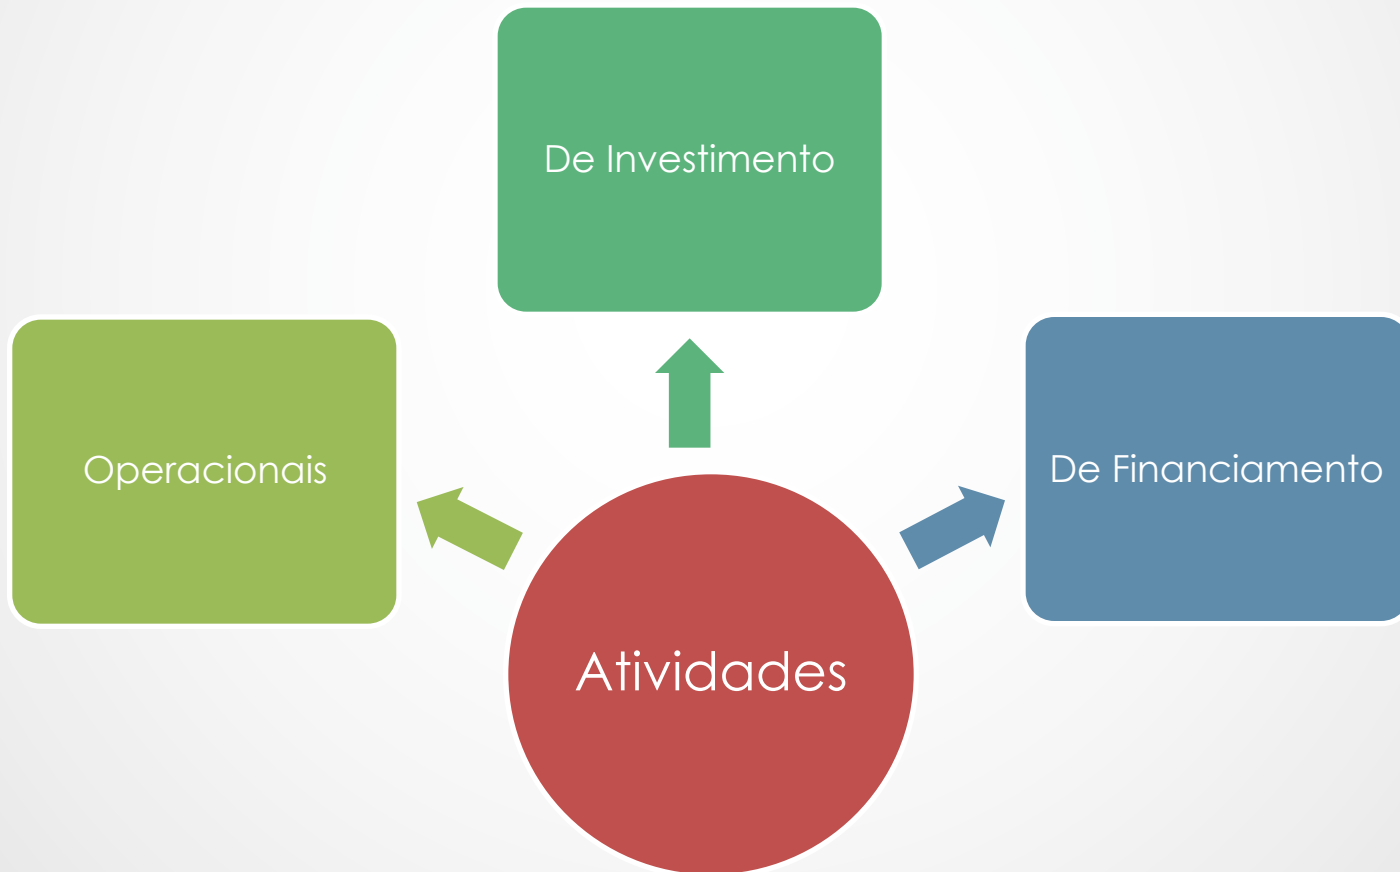 De Investimento
Operacionais
De Financiamento
Atividades